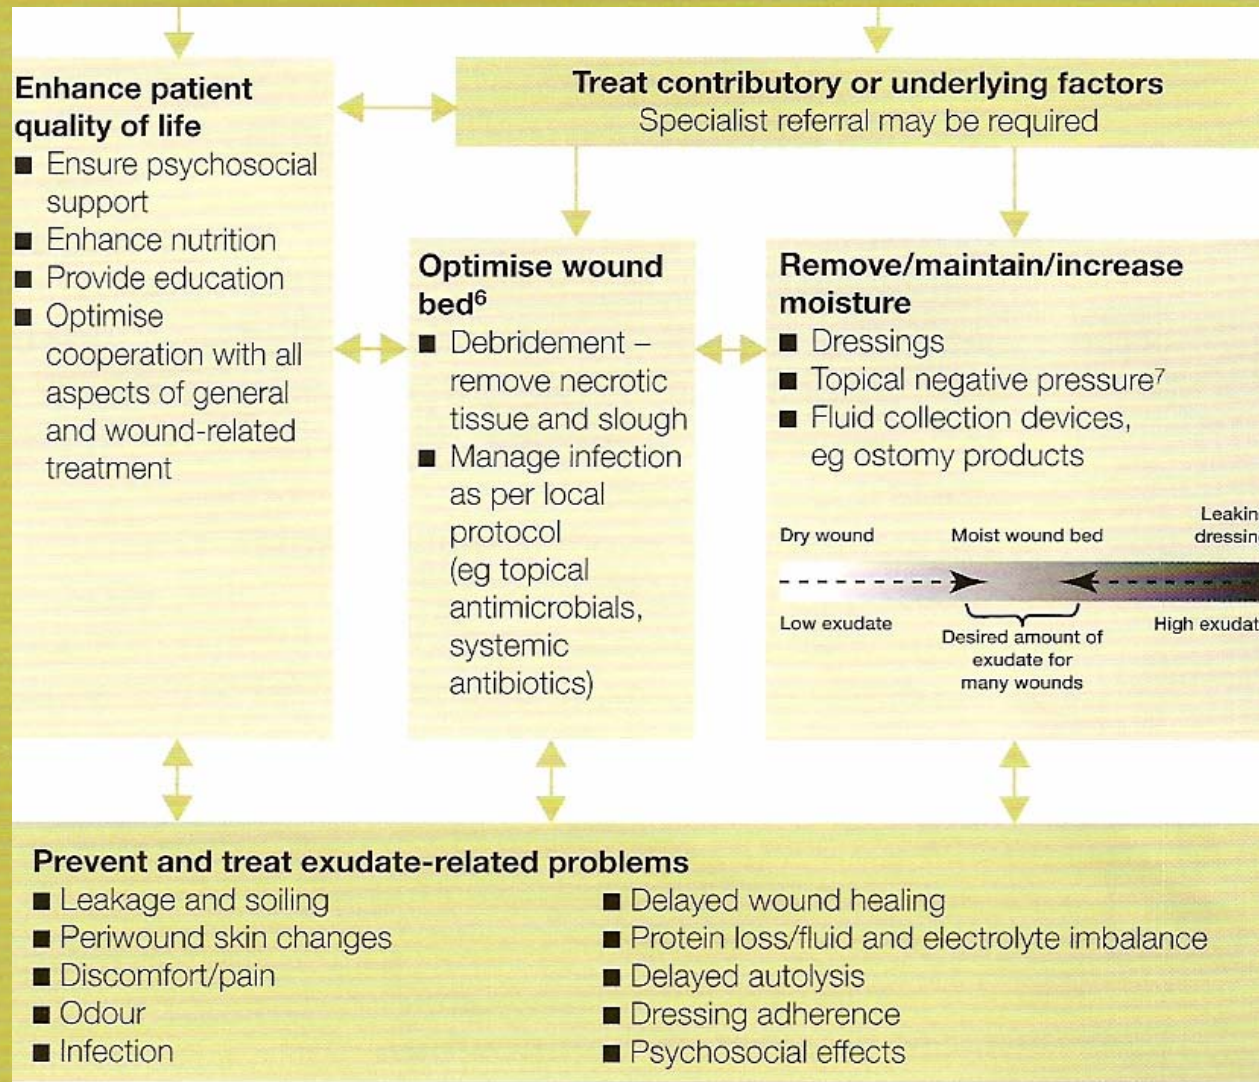 Enhance patient
quality of life
■ Ensure psychosocial
support
■ Enhance nutrition
■ Provide education
■ Optimise
cooperation with all
aspects of general
and wound-related
treatment
Treat contributory or underlying factors
Specialist referral may be required
Optimise wound
bed⁶
■ Debridement –
remove necrotic
tissue and slough
■ Manage infection
as per local
protocol
(eg topical
antimicrobials,
systemic
antibiotics)
Remove/maintain/increase
moisture
■ Dressings
■ Topical negative pressure⁷
■ Fluid collection devices,
eg ostomy products
Dry wound
Moist wound bed
Leakin
dressin
Low exudate
Desired amount of
exudate for
many wounds
High exudat
Prevent and treat exudate-related problems
■ Leakage and soiling
■ Periwound skin changes
■ Discomfort/pain
■ Odour
■ Infection
■ Delayed wound healing
■ Protein loss/fluid and electrolyte imbalance
■ Delayed autolysis
■ Dressing adherence
■ Psychosocial effects